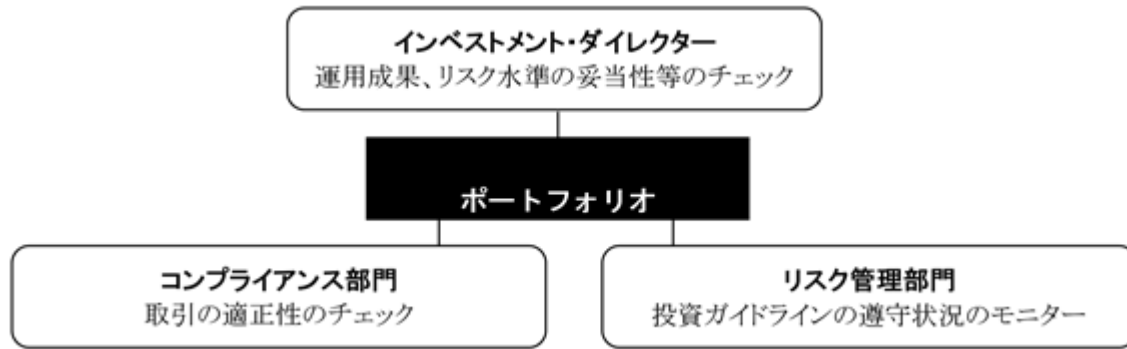 インベストメント・ダイレクター
運用成果、リスク水準の妥当性等のチェック
ポートフォリオ
コンプライアンス部門
取引の適正性のチェック
リスク管理部門
投資ガイドラインの遵守状況のモニター